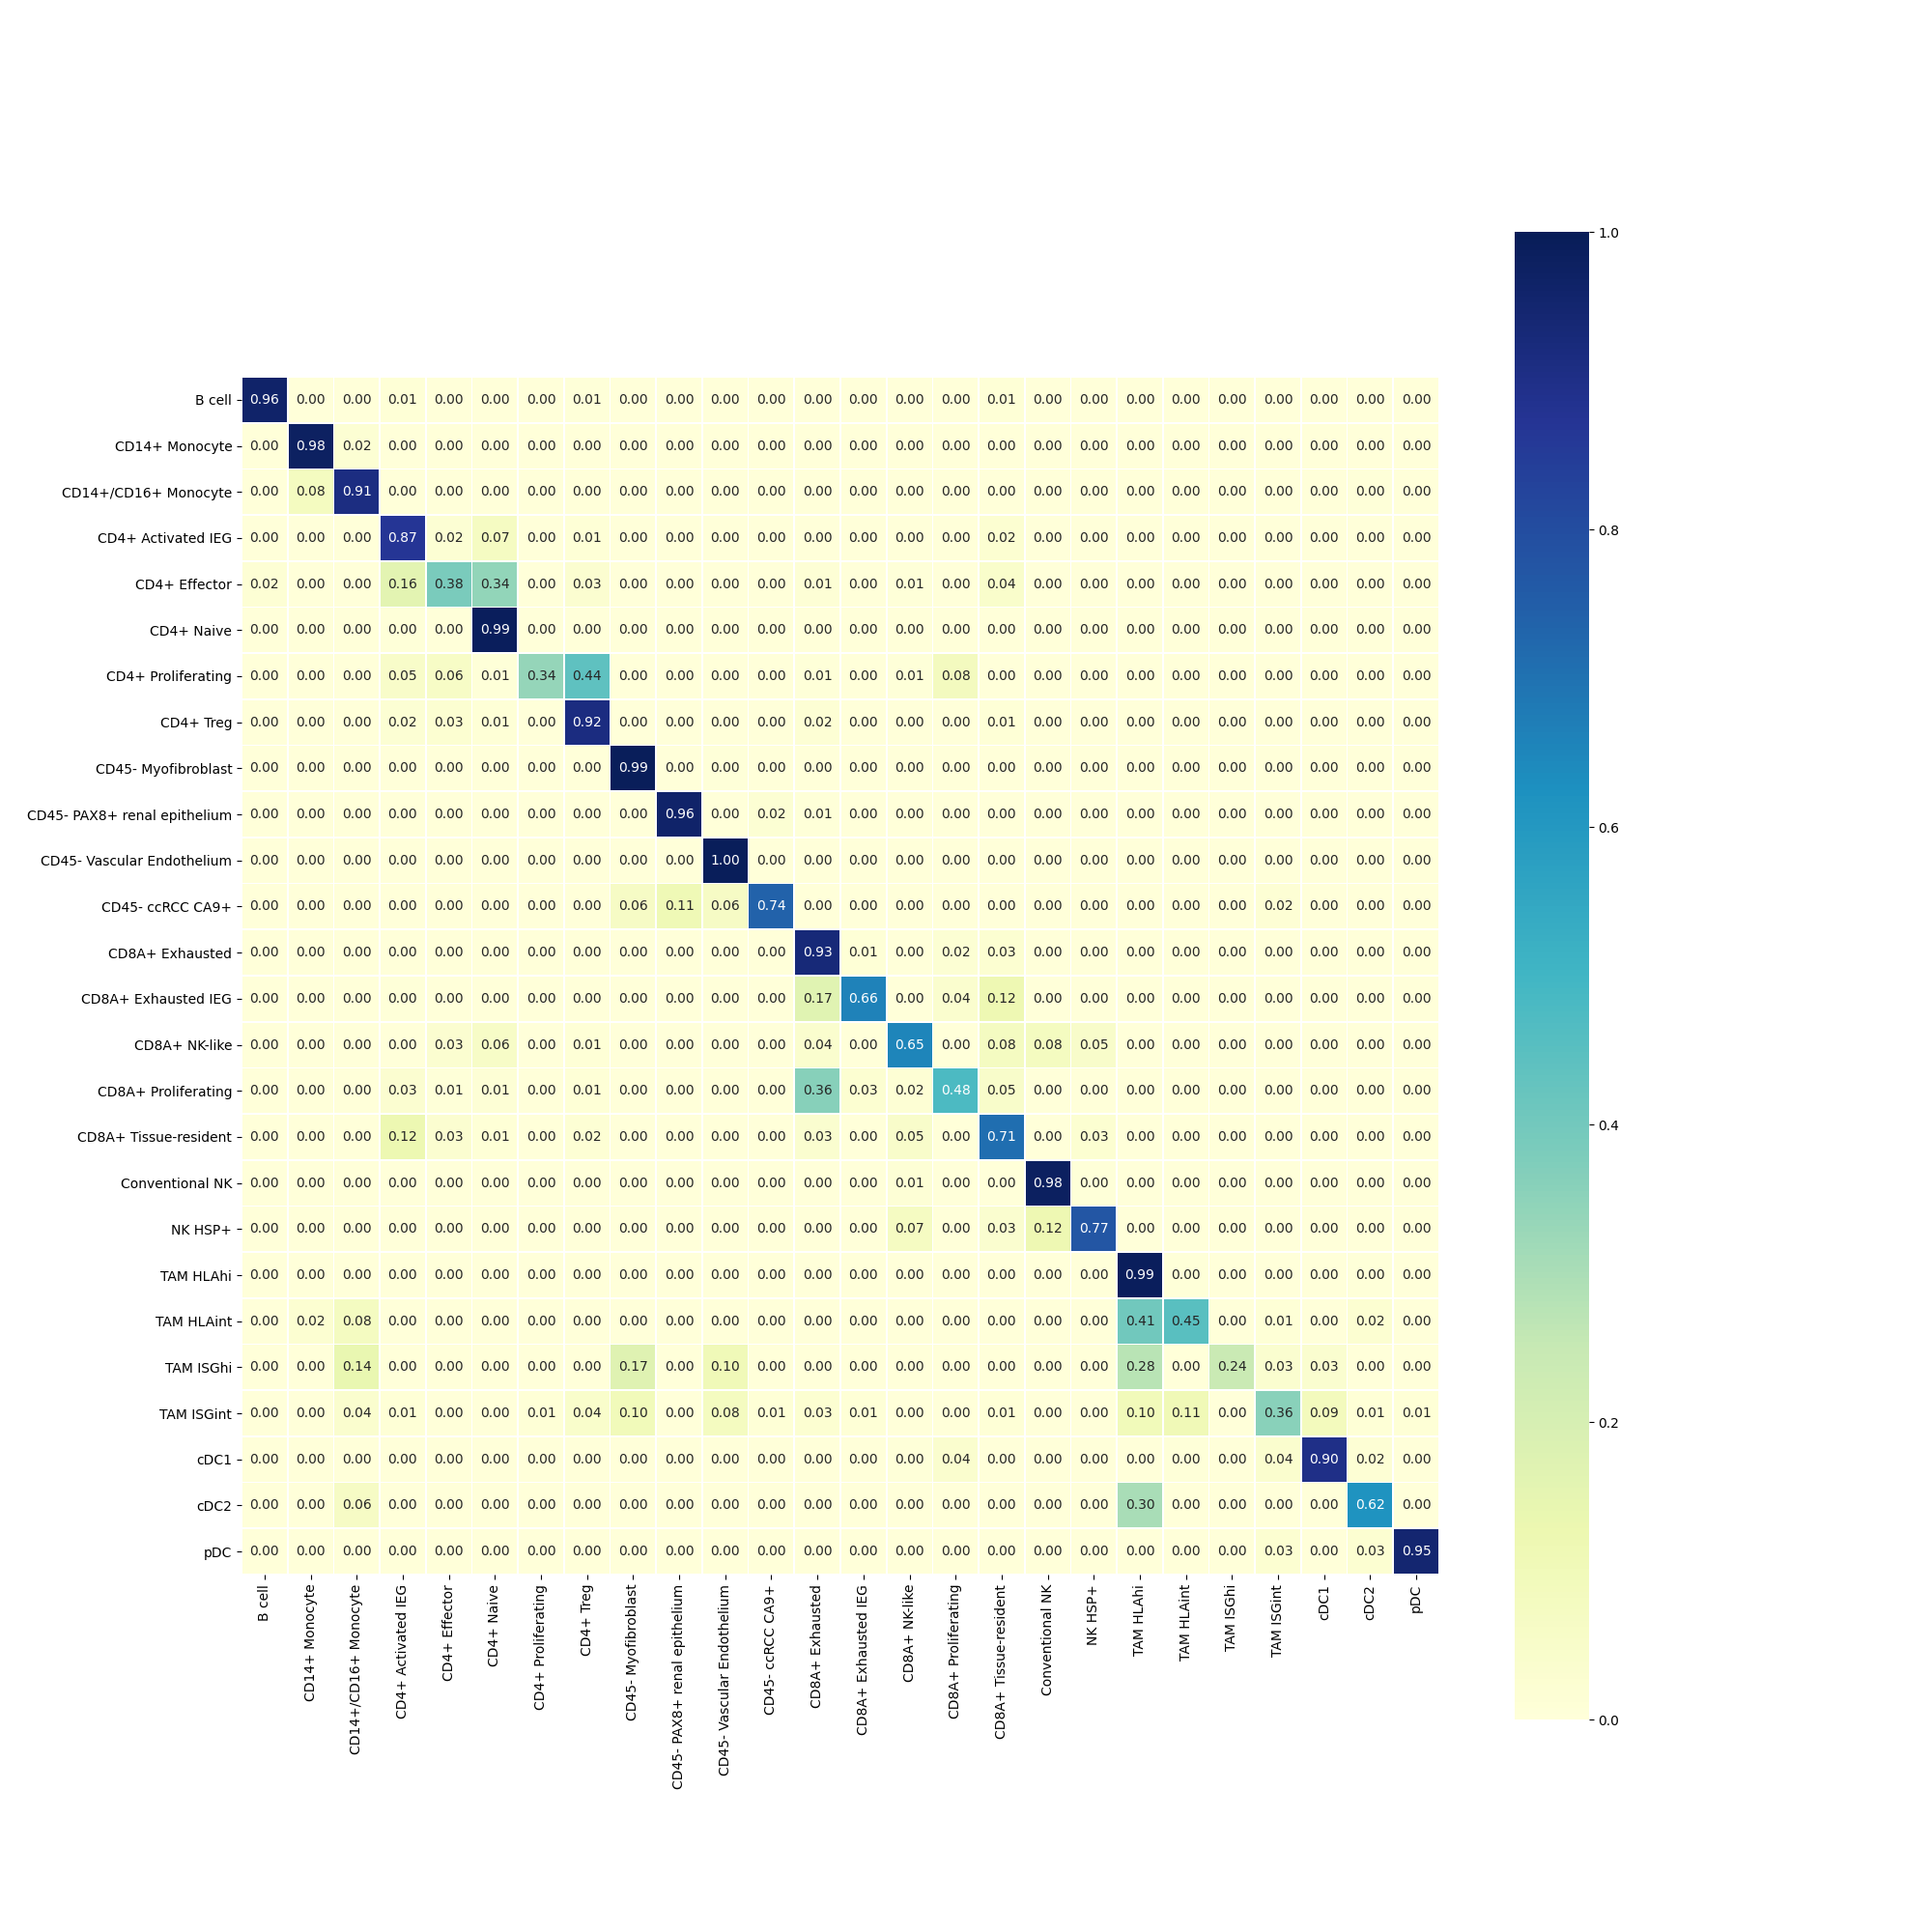 1.0
B cell 0.96 0.00 0.00 0.01 0.00 0.00 0.00 0.01 0.00 0.00 0.00 0.00 0.00 0.00 0.00 0.00 0.01 0.00 0.00 0.00 0.00 0.00 0.00 0.00 0.00 0.00
CD14+ Monocyte 0.00 0.98 0.02 0.00 0.00 0.00 0.00 0.00 0.00 0.00 0.00 0.00 0.00 0.00 0.00 0.00 0.00 0.00 0.00 0.00 0.00 0.00 0.00 0.00 0.00 0.00
CD14+/CD16+ Monocyte 0.00 0.08 0.91 0.00 0.00 0.00 0.00 0.00 0.00 0.00 0.00 0.00 0.00 0.00 0.00 0.00 0.00 0.00 0.00 0.00 0.00 0.00 0.00 0.00 0.00 0.00
0.8
CD4+ Activated IEG 0.00 0.00 0.00 0.87 0.02 0.07 0.00 0.01 0.00 0.00 0.00 0.00 0.00 0.00 0.00 0.00 0.02 0.00 0.00 0.00 0.00 0.00 0.00 0.00 0.00 0.00
CD4+ Effector 0.02 0.00 0.00 0.16 0.38 0.34 0.00 0.03 0.00 0.00 0.00 0.00 0.01 0.00 0.01 0.00 0.04 0.00 0.00 0.00 0.00 0.00 0.00 0.00 0.00 0.00
CD4+ Naive 0.00 0.00 0.00 0.00 0.00 0.99 0.00 0.00 0.00 0.00 0.00 0.00 0.00 0.00 0.00 0.00 0.00 0.00 0.00 0.00 0.00 0.00 0.00 0.00 0.00 0.00
CD4+ Proliferating 0.00 0.00 0.00 0.05 0.06 0.01 0.34 0.44 0.00 0.00 0.00 0.00 0.01 0.00 0.01 0.08 0.00 0.00 0.00 0.00 0.00 0.00 0.00 0.00 0.00 0.00
CD4+ Treg 0.00 0.00 0.00 0.02 0.03 0.01 0.00 0.92 0.00 0.00 0.00 0.00 0.02 0.00 0.00 0.00 0.01 0.00 0.00 0.00 0.00 0.00 0.00 0.00 0.00 0.00
CD45- Myofibroblast 0.00 0.00 0.00 0.00 0.00 0.00 0.00 0.00 0.99 0.00 0.00 0.00 0.00 0.00 0.00 0.00 0.00 0.00 0.00 0.00 0.00 0.00 0.00 0.00 0.00 0.00
CD45- PAX8+ renal epithelium 0.00 0.00 0.00 0.00 0.00 0.00 0.00 0.00 0.00 0.96 0.00 0.02 0.01 0.00 0.00 0.00 0.00 0.00 0.00 0.00 0.00 0.00 0.00 0.00 0.00 0.00
0.6
CD45- Vascular Endothelium 0.00 0.00 0.00 0.00 0.00 0.00 0.00 0.00 0.00 0.00 1.00 0.00 0.00 0.00 0.00 0.00 0.00 0.00 0.00 0.00 0.00 0.00 0.00 0.00 0.00 0.00
CD45- ccRCC CA9+ 0.00 0.00 0.00 0.00 0.00 0.00 0.00 0.00 0.06 0.11 0.06 0.74 0.00 0.00 0.00 0.00 0.00 0.00 0.00 0.00 0.00 0.00 0.02 0.00 0.00 0.00
CD8A+ Exhausted 0.00 0.00 0.00 0.00 0.00 0.00 0.00 0.00 0.00 0.00 0.00 0.00 0.93 0.01 0.00 0.02 0.03 0.00 0.00 0.00 0.00 0.00 0.00 0.00 0.00 0.00
CD8A+ Exhausted IEG 0.00 0.00 0.00 0.00 0.00 0.00 0.00 0.00 0.00 0.00 0.00 0.00 0.17 0.66 0.00 0.04 0.12 0.00 0.00 0.00 0.00 0.00 0.00 0.00 0.00 0.00
CD8A+ NK-like 0.00 0.00 0.00 0.00 0.03 0.06 0.00 0.01 0.00 0.00 0.00 0.00 0.04 0.00 0.65 0.00 0.08 0.08 0.05 0.00 0.00 0.00 0.00 0.00 0.00 0.00
CD8A+ Proliferating 0.00 0.00 0.00 0.03 0.01 0.01 0.00 0.01 0.00 0.00 0.00 0.00 0.36 0.03 0.02 0.48 0.05 0.00 0.00 0.00 0.00 0.00 0.00 0.00 0.00 0.00
0.4
CD8A+ Tissue-resident 0.00 0.00 0.00 0.12 0.03 0.01 0.00 0.02 0.00 0.00 0.00 0.00 0.03 0.00 0.05 0.00 0.71 0.00 0.03 0.00 0.00 0.00 0.00 0.00 0.00 0.00
Conventional NK 0.00 0.00 0.00 0.00 0.00 0.00 0.00 0.00 0.00 0.00 0.00 0.00 0.00 0.00 0.01 0.00 0.00 0.98 0.00 0.00 0.00 0.00 0.00 0.00 0.00 0.00
NK HSP+ 0.00 0.00 0.00 0.00 0.00 0.00 0.00 0.00 0.00 0.00 0.00 0.00 0.00 0.00 0.07 0.00 0.03 0.12 0.77 0.00 0.00 0.00 0.00 0.00 0.00 0.00
TAM HLAhi 0.00 0.00 0.00 0.00 0.00 0.00 0.00 0.00 0.00 0.00 0.00 0.00 0.00 0.00 0.00 0.00 0.00 0.00 0.00 0.99 0.00 0.00 0.00 0.00 0.00 0.00
TAM HLAint 0.00 0.02 0.08 0.00 0.00 0.00 0.00 0.00 0.00 0.00 0.00 0.00 0.00 0.00 0.00 0.00 0.00 0.00 0.00 0.41 0.45 0.00 0.01 0.00 0.02 0.00
TAM ISGhi 0.00 0.00 0.14 0.00 0.00 0.00 0.00 0.00 0.17 0.00 0.10 0.00 0.00 0.00 0.00 0.00 0.00 0.00 0.00 0.28 0.00 0.24 0.03 0.03 0.00 0.00
TAM ISGint 0.00 0.00 0.04 0.01 0.00 0.00 0.01 0.04 0.10 0.00 0.08 0.01 0.03 0.01 0.00 0.00 0.01 0.00 0.00 0.10 0.11 0.00 0.36 0.09 0.01 0.01
0.2
cDC1 0.00 0.00 0.00 0.00 0.00 0.00 0.00 0.00 0.00 0.00 0.00 0.00 0.00 0.00 0.00 0.04 0.00 0.00 0.00 0.00 0.00 0.00 0.04 0.90 0.02 0.00
cDC2 0.00 0.00 0.06 0.00 0.00 0.00 0.00 0.00 0.00 0.00 0.00 0.00 0.00 0.00 0.00 0.00 0.00 0.00 0.00 0.30 0.00 0.00 0.00 0.00 0.62 0.00
pDC 0.00 0.00 0.00 0.00 0.00 0.00 0.00 0.00 0.00 0.00 0.00 0.00 0.00 0.00 0.00 0.00 0.00 0.00 0.00 0.00 0.00 0.00 0.03 0.00 0.03 0.95
0.0
B cell
CD14+ Monocyte
CD14+/CD16+ Monocyte
CD4+ Activated IEG
CD4+ Effector
CD4+ Naive
CD4+ Proliferating
CD4+ Treg
CD45- Myofibroblast
CD45- PAX8+ renal epithelium
CD45- Vascular Endothelium
CD45- ccRCC CA9+
CD8A+ Exhausted
CD8A+ Exhausted IEG
CD8A+ NK-like
CD8A+ Proliferating
CD8A+ Tissue-resident
Conventional NK
NK HSP+
TAM HLAhi
TAM HLAint
TAM ISGhi
TAM ISGint
cDC1
cDC2
pDC